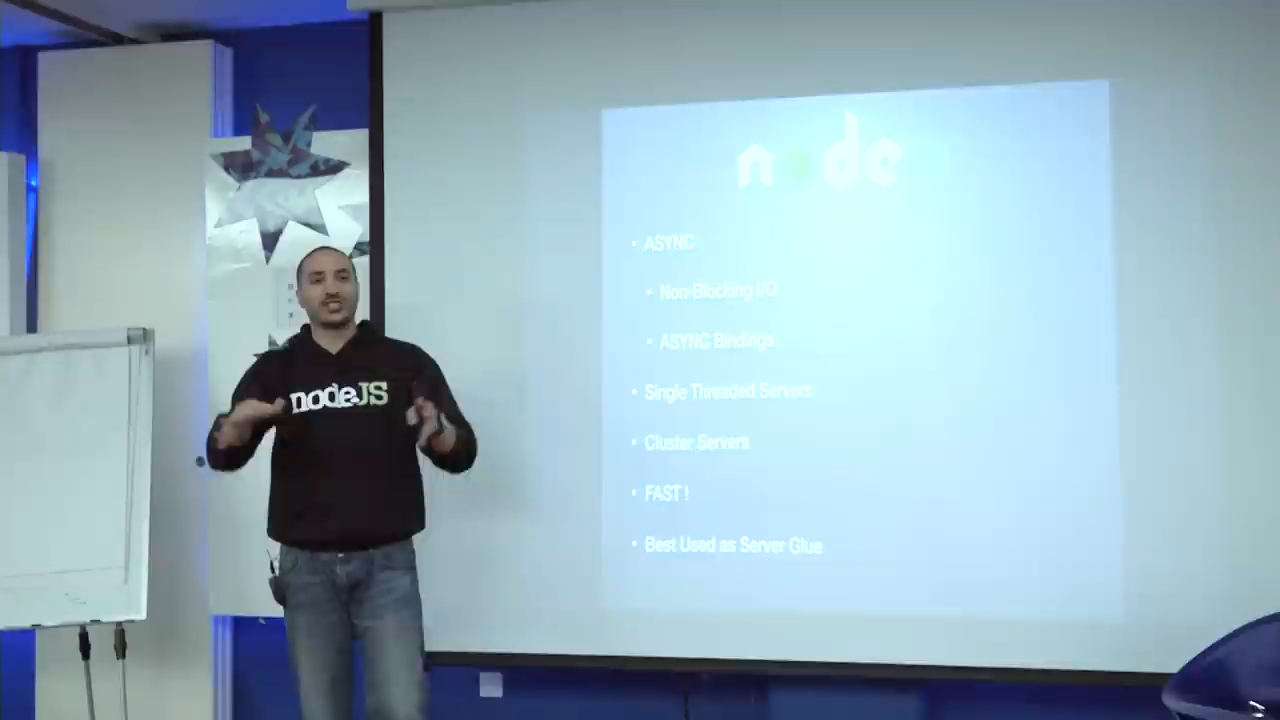 node
nodeJS
• ASYNC
• Non-Blocking I/O
• ASYNC Bindings
• Single Threaded Servers
• Cluster Servers
• FAST !
• Best Used as Server Glue